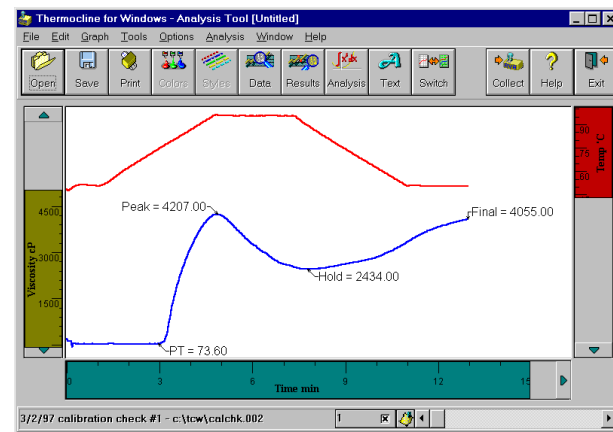 Thermocline for Windows - Analysis Tool [Untitled]
File Edit Graph Tools Options Analysis Window Help
Open Save Print Colors Styles Data Results Analysis Text Switch Collect Help Exit
90
75
60
Temp °C
4500
3000
1500
Viscosity cP
Peak = 4207.00
Final = 4055.00
Hold = 2434.00
PT = 73.60
0 3 6 9 12 15
Time min
3/2/97 calibration check #1 - c:\tcw\calchk.002 1